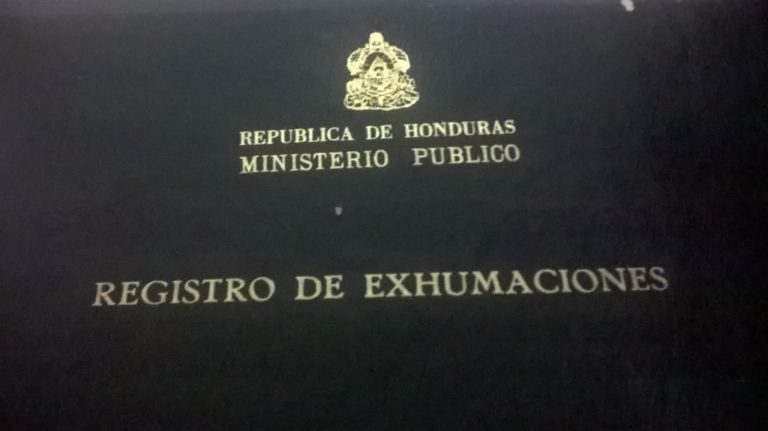 REPUBLICA DE HONDURAS
MINISTERIO PUBLICO
REGISTRO DE EXHUMACIONES